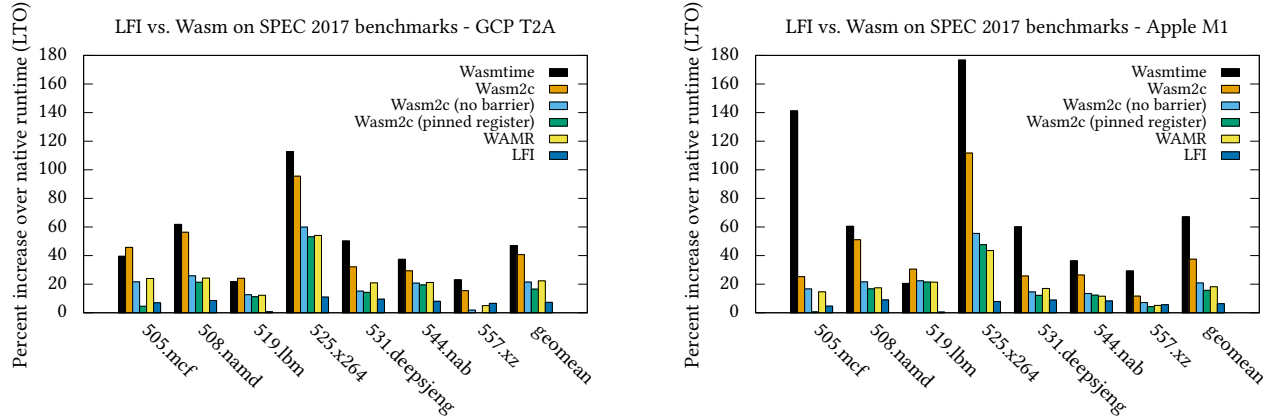 LFI vs. Wasm on SPEC 2017 benchmarks - GCP T2A
Percent increase over native runtime (LTO)
180
160
140
120
100
80
60
40
20
0
Wasmtime
Wasm2c
Wasm2c (no barrier)
Wasm2c (pinned register)
WAMR
LFI
505.mcf
508.namd
519.lbm
525.x264
531.deepsjeng
544.nab
557.xz
geomean
LFI vs. Wasm on SPEC 2017 benchmarks - Apple M1
Percent increase over native runtime (LTO)
180
160
140
120
100
80
60
40
20
0
Wasmtime
Wasm2c
Wasm2c (no barrier)
Wasm2c (pinned register)
WAMR
LFI
505.mcf
508.namd
519.lbm
525.x264
531.deepsjeng
544.nab
557.xz
geomean